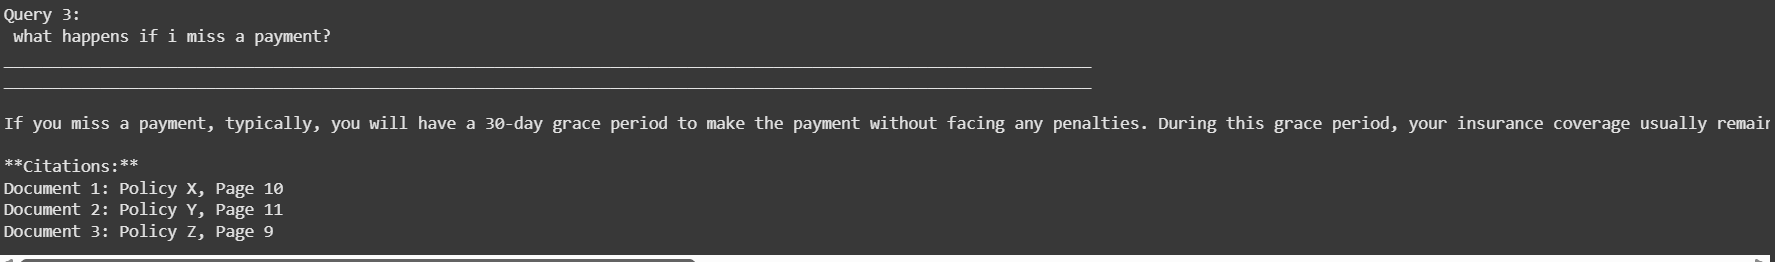 Query 3:
what happens if i miss a payment?
If you miss a payment, typically, you will have a 30-day grace period to make the payment without facing any penalties. During this grace period, your insurance coverage usually remain
**Citations:**
Document 1: Policy X, Page 10
Document 2: Policy Y, Page 11
Document 3: Policy Z, Page 9